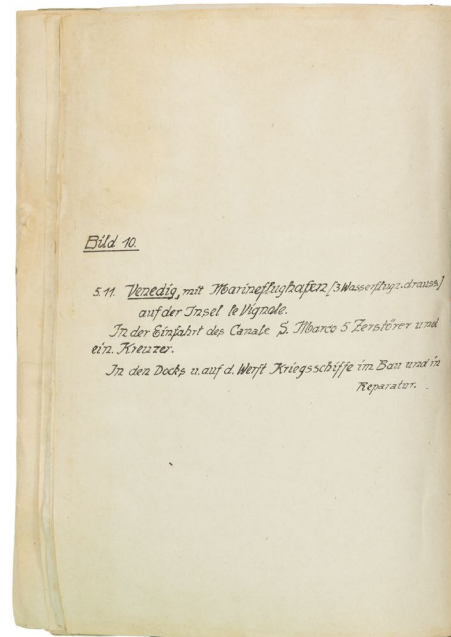 Bild 10.
5.11. Venedig, mit Marineflughafen [3 Wasserflugz. drauss]
auf der Insel le Vignole.
In der Einfahrt des Canale S. Marco 5 Zerstörer und
ein. Kreuzer.
In den Docks u. auf d. Werft Kriegsschiffe im Bau und in
Reparatur.